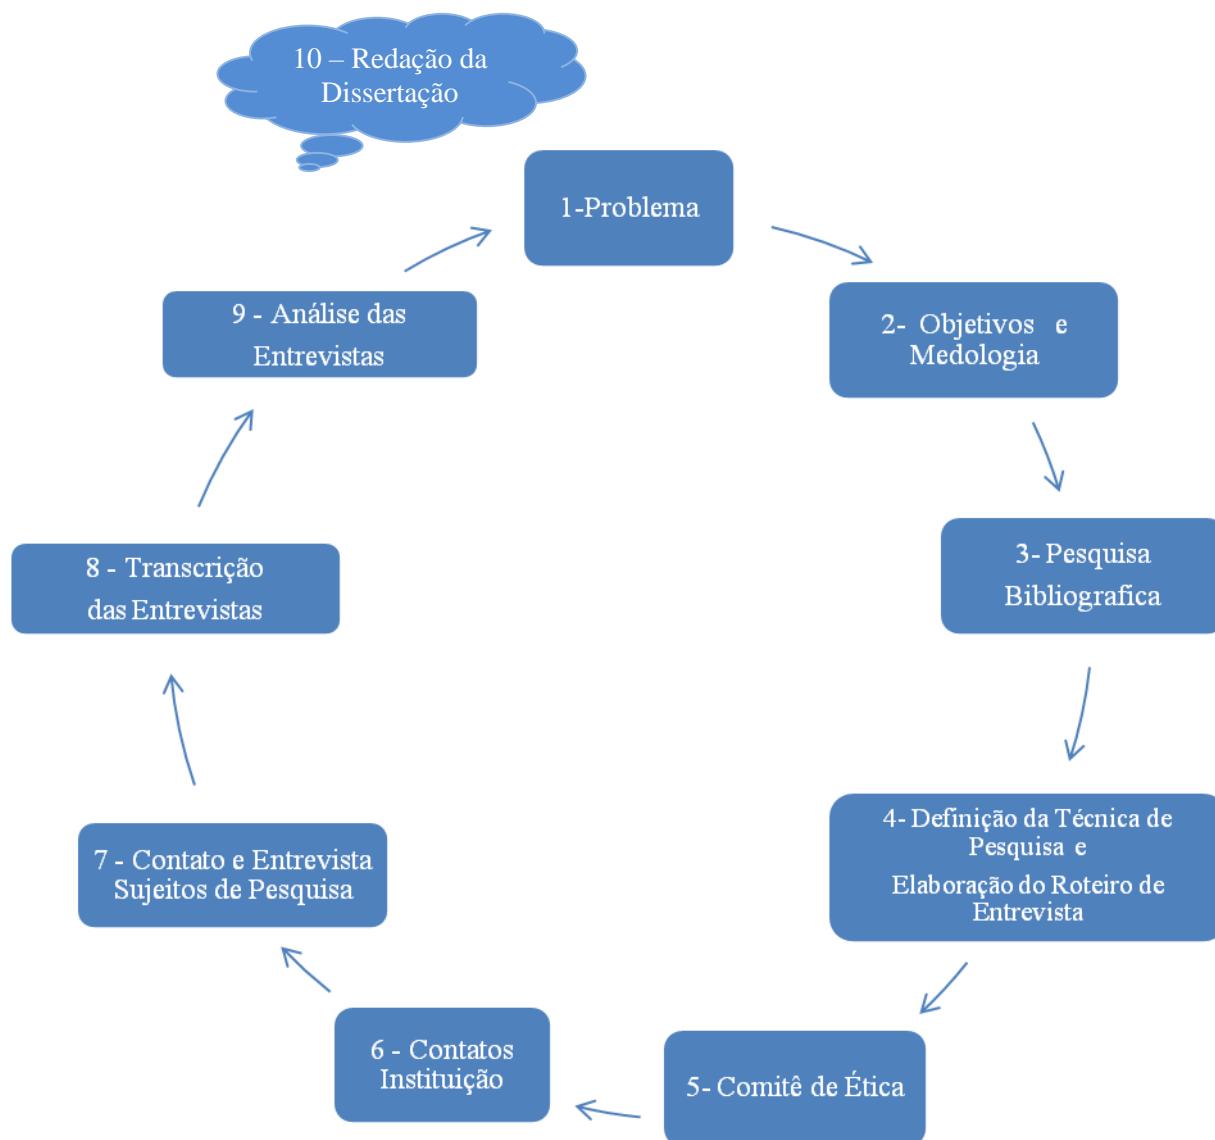 10 – Redação da
Dissertação
1-Problema
2- Objetivos e
Medologia
3- Pesquisa
Bibliografica
4- Definição da Técnica de
Pesquisa e
Elaboração do Roteiro de
Entrevista
5- Comitê de Ética
6 - Contatos
Instituição
7 - Contato e Entrevista
Sujeitos de Pesquisa
8 - Transcrição
das Entrevistas
9 - Análise das
Entrevistas